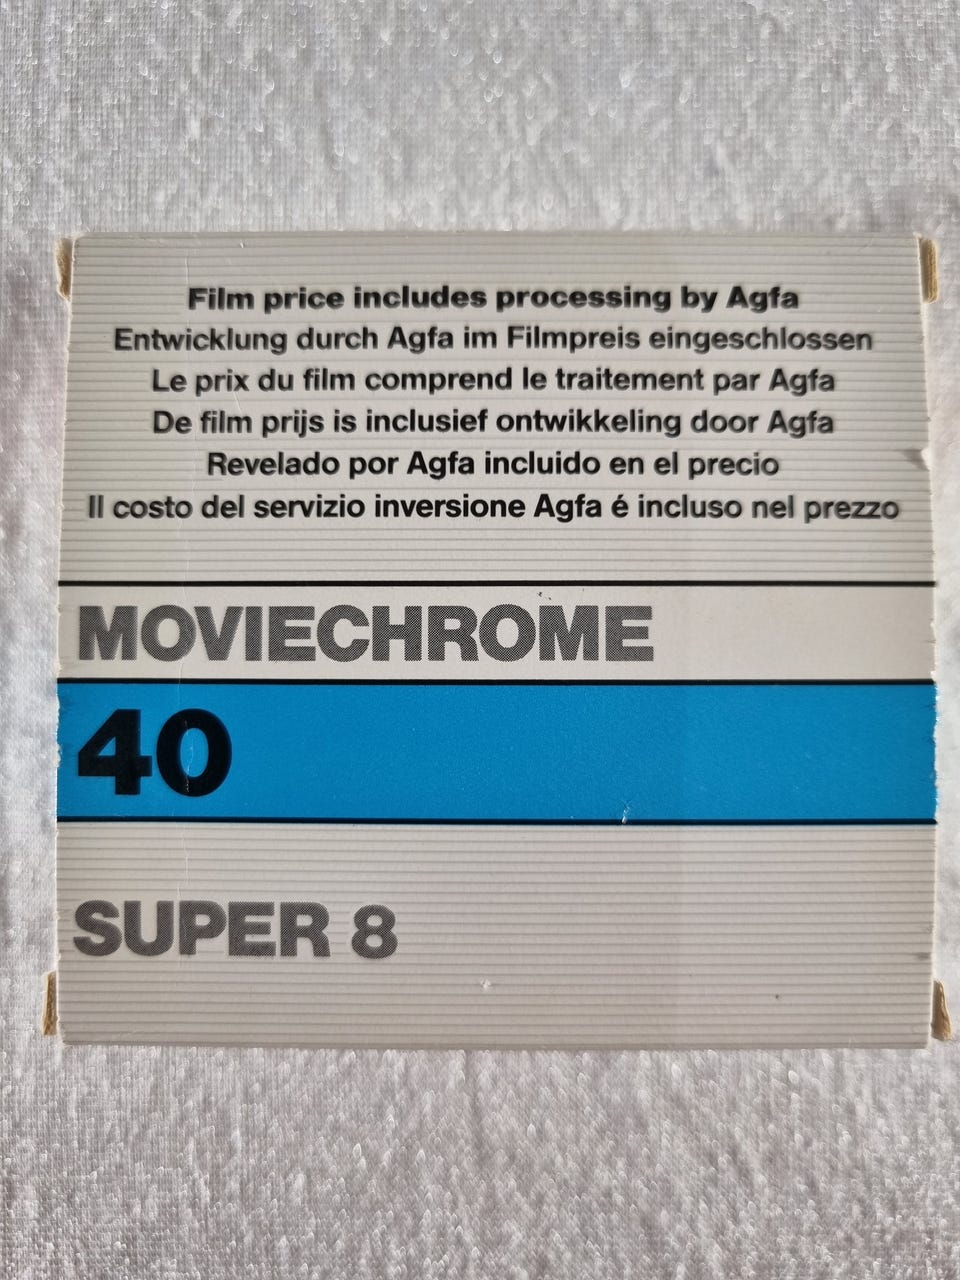 Film price includes processing by Agfa
Entwicklung durch Agfa im Filmpreis eingeschlossen
Le prix du film comprend le traitement par Agfa
De film prijs is inclusief ontwikkeling door Agfa
Revelado por Agfa incluido en el precio
Il costo del servizio inversione Agfa é incluso nel prezzo
MOVIECHROME
40
SUPER 8